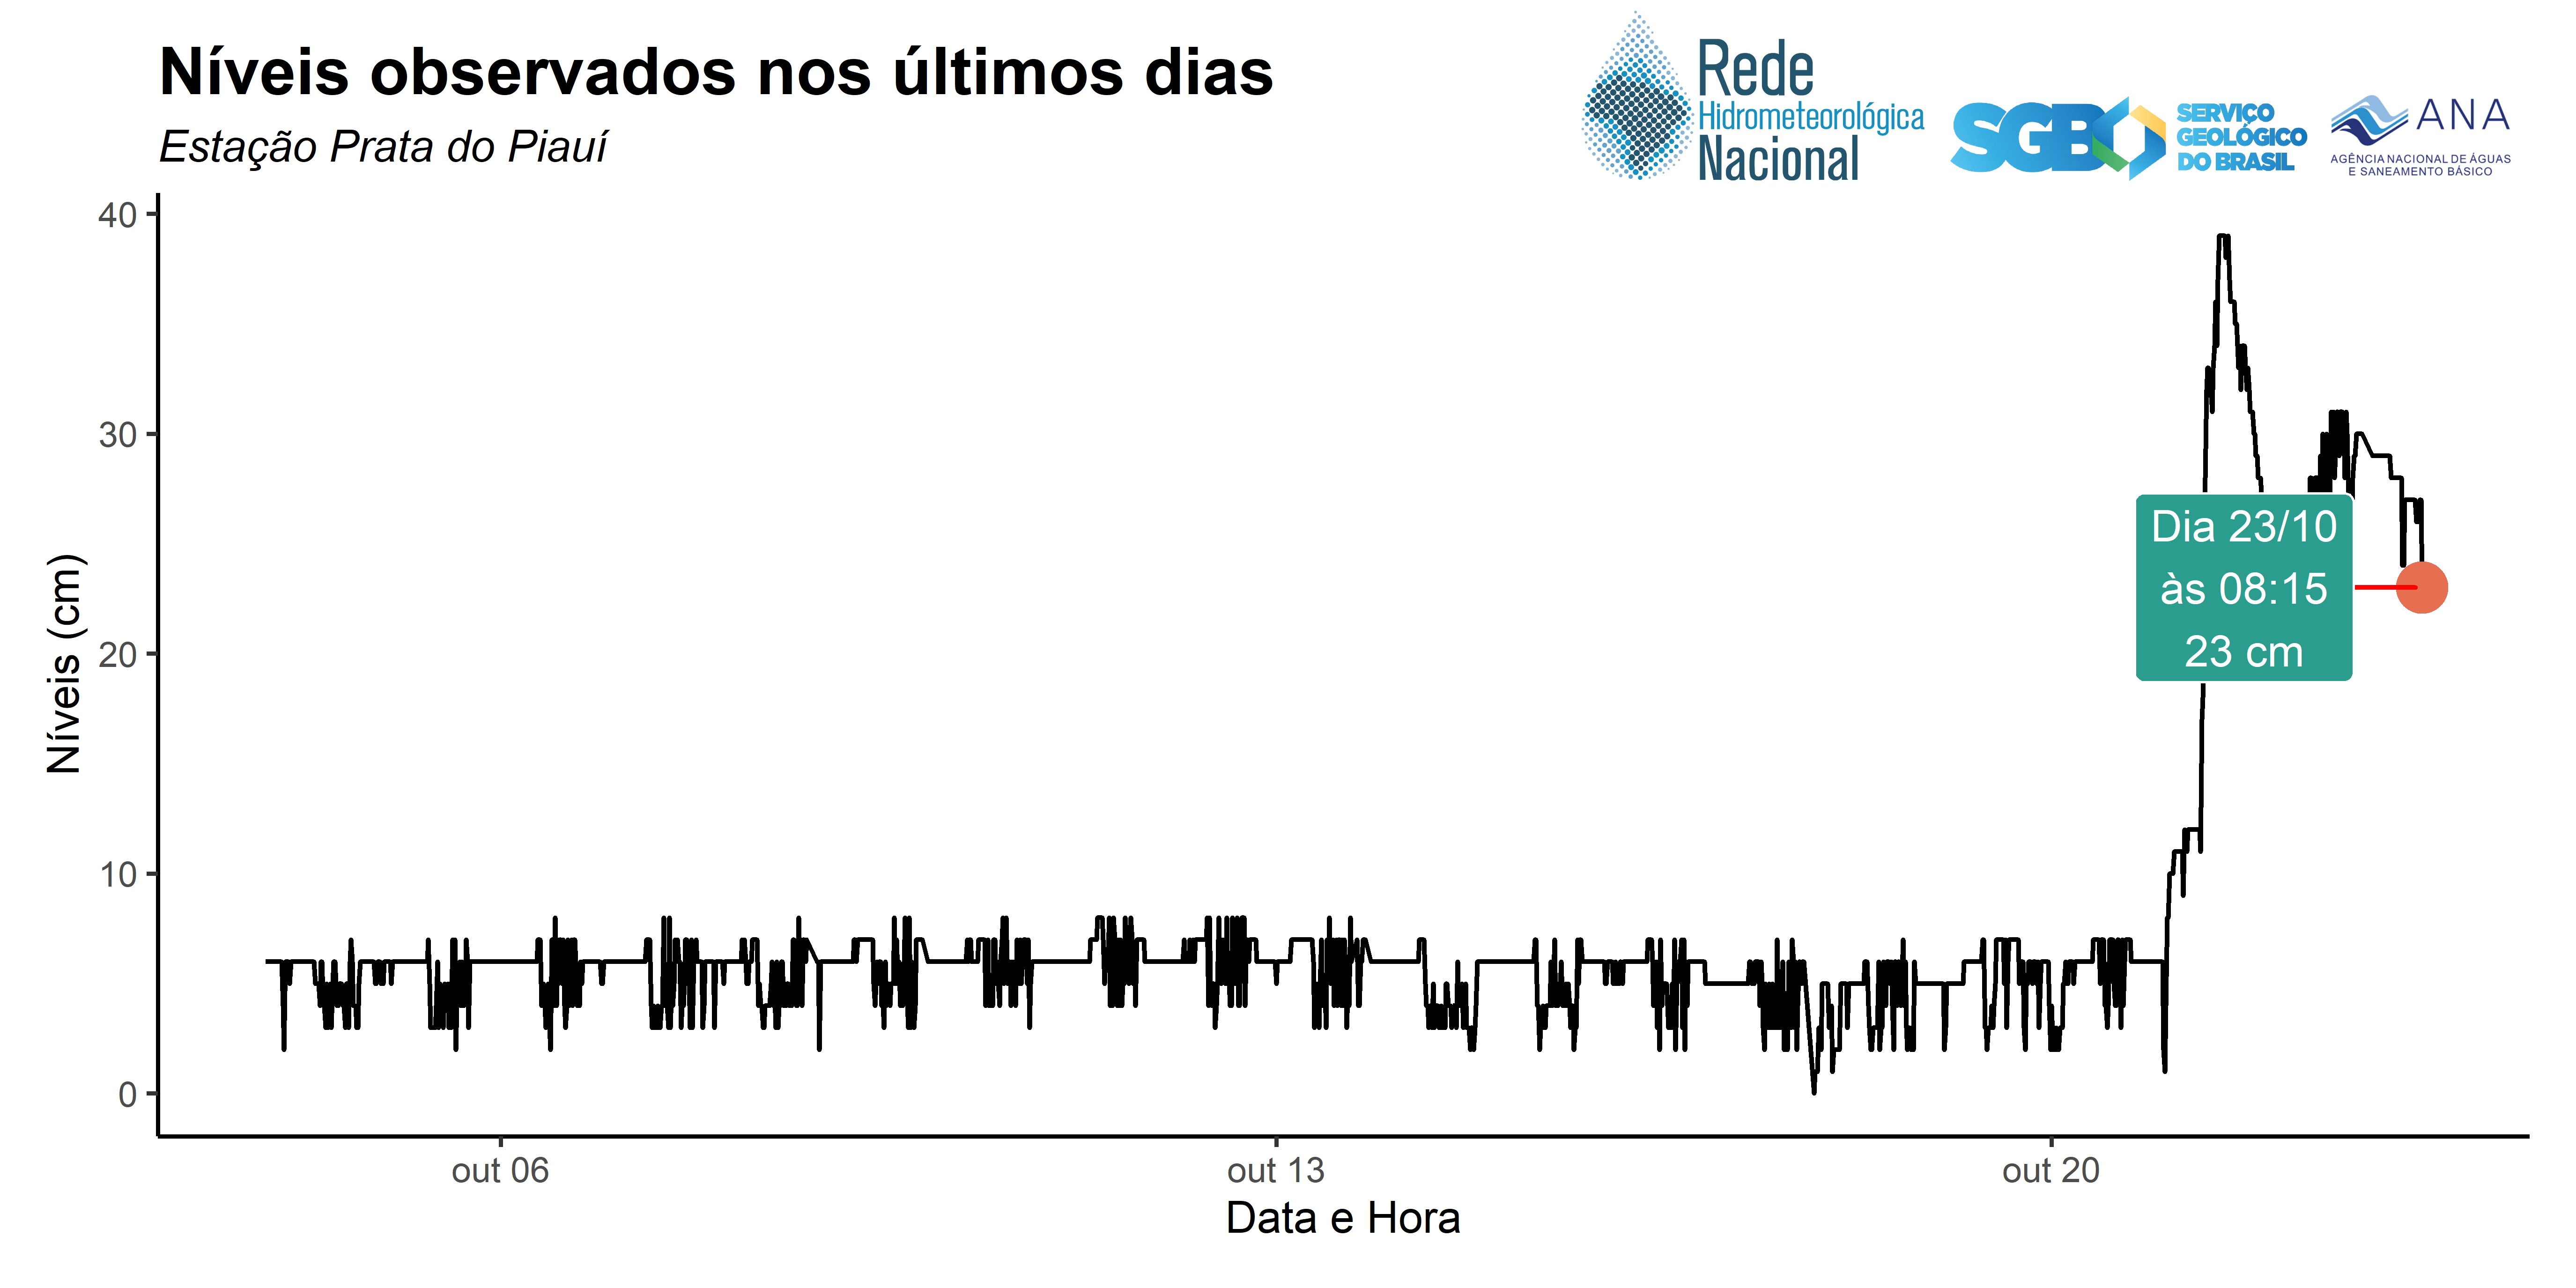 Níveis observados nos últimos dias
Estação Prata do Piauí
Rede
Hidrometeorológica
Nacional
SGB
SERVIÇO
GEOLÓGICO
DO BRASIL
ANA
AGÊNCIA NACIONAL DE ÁGUAS
E SANEAMENTO BÁSICO
Níveis (cm)
40
30
20
10
0
Dia 23/10
às 08:15
23 cm
out 06
out 13
out 20
Data e Hora